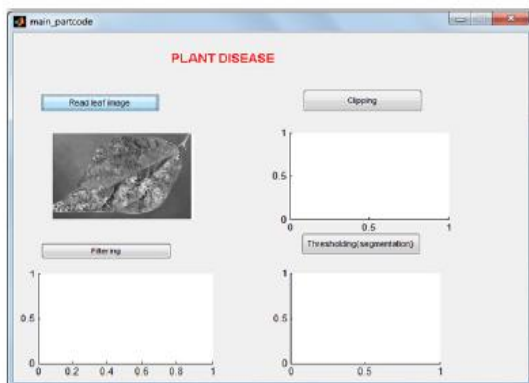 main_partcode
PLANT DISEASE
Read leaf image
Clipping
1
0.5
0
0 0.5 1
Filtering
Thresholding(segmentation)
1
0.5
0
0 0.2 0.4 0.6 0.8 1
1
0.5
0
0 0.5 1